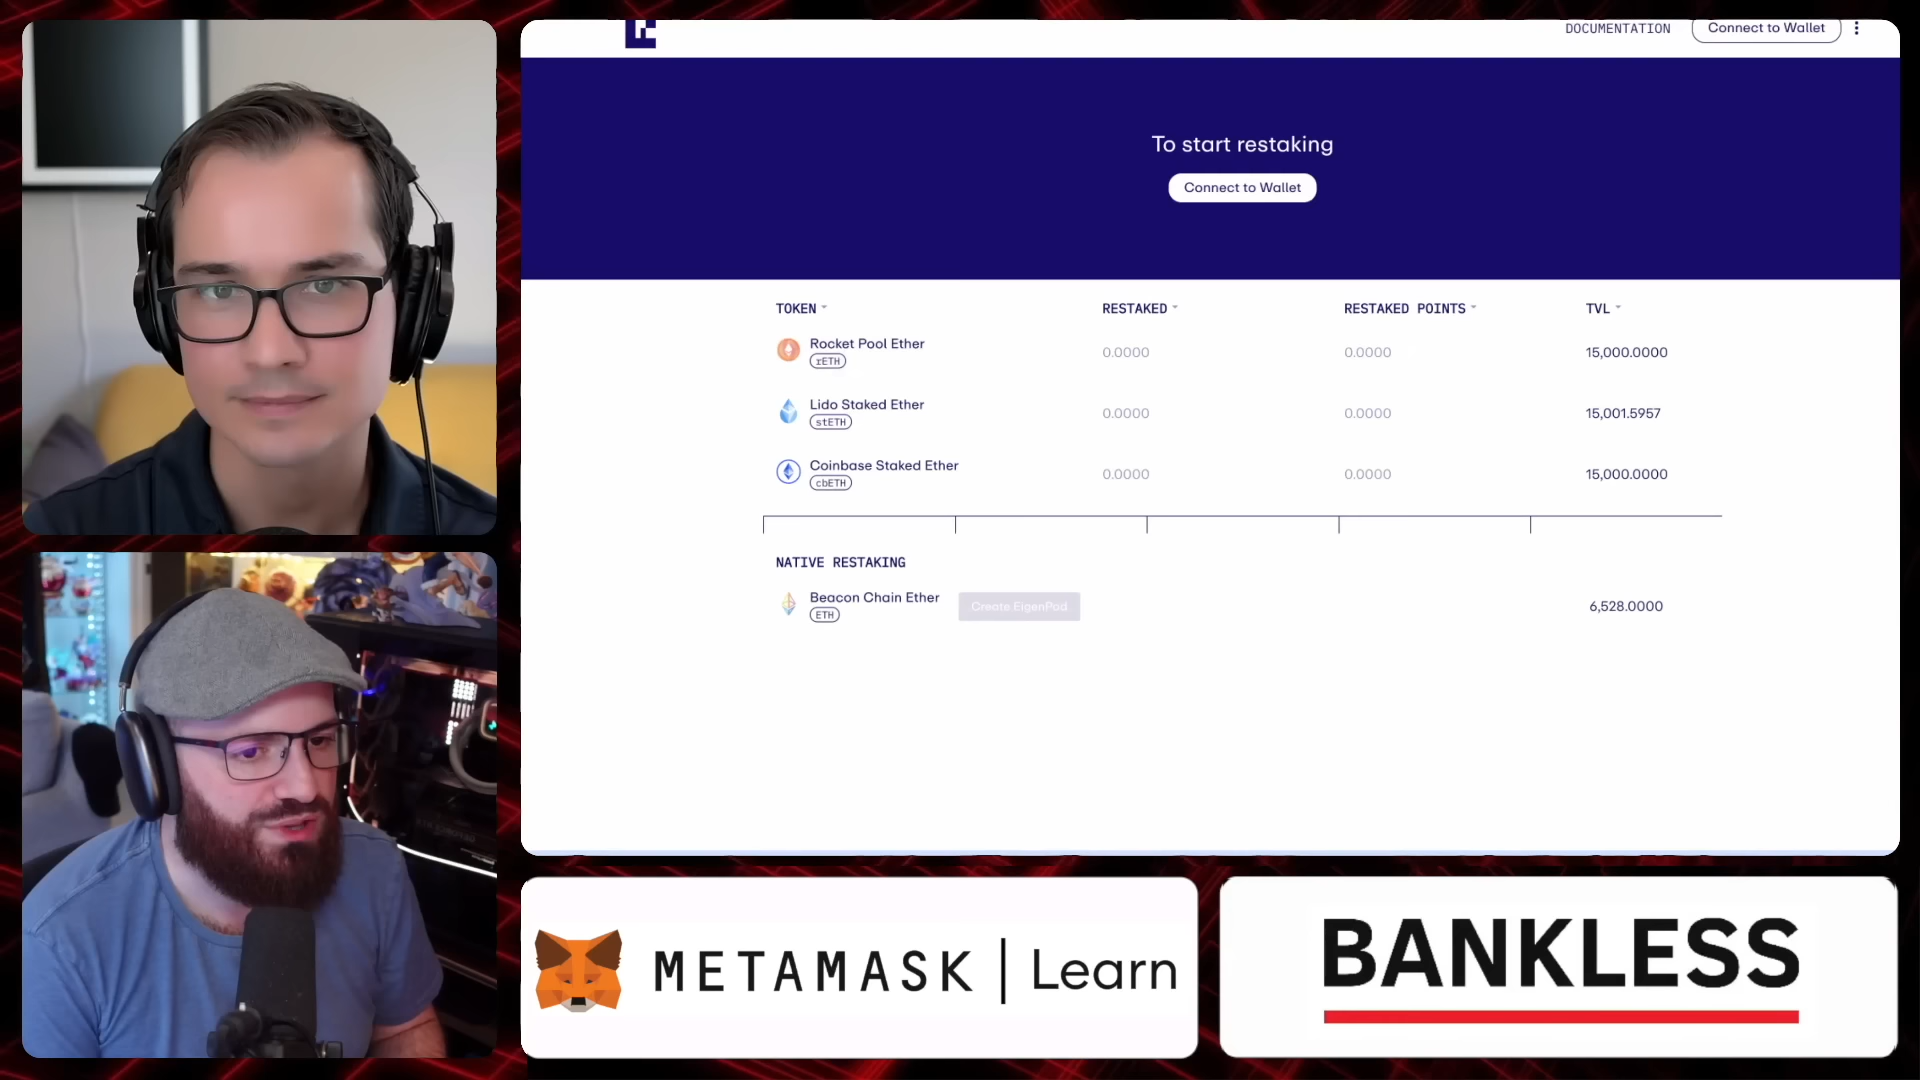 DOCUMENTATION
Connect to Wallet
To start restaking
Connect to Wallet
TOKEN RESTAKED RESTAKED POINTS TVL
Rocket Pool Ether 0.0000 0.0000 15,000.0000
rETH
Lido Staked Ether 0.0000 0.0000 15,001.5957
stETH
Coinbase Staked Ether 0.0000 0.0000 15,000.0000
cbETH
NATIVE RESTAKING
Beacon Chain Ether Create EigenPod 6,528.0000
ETH
METAMASK | Learn
BANKLESS